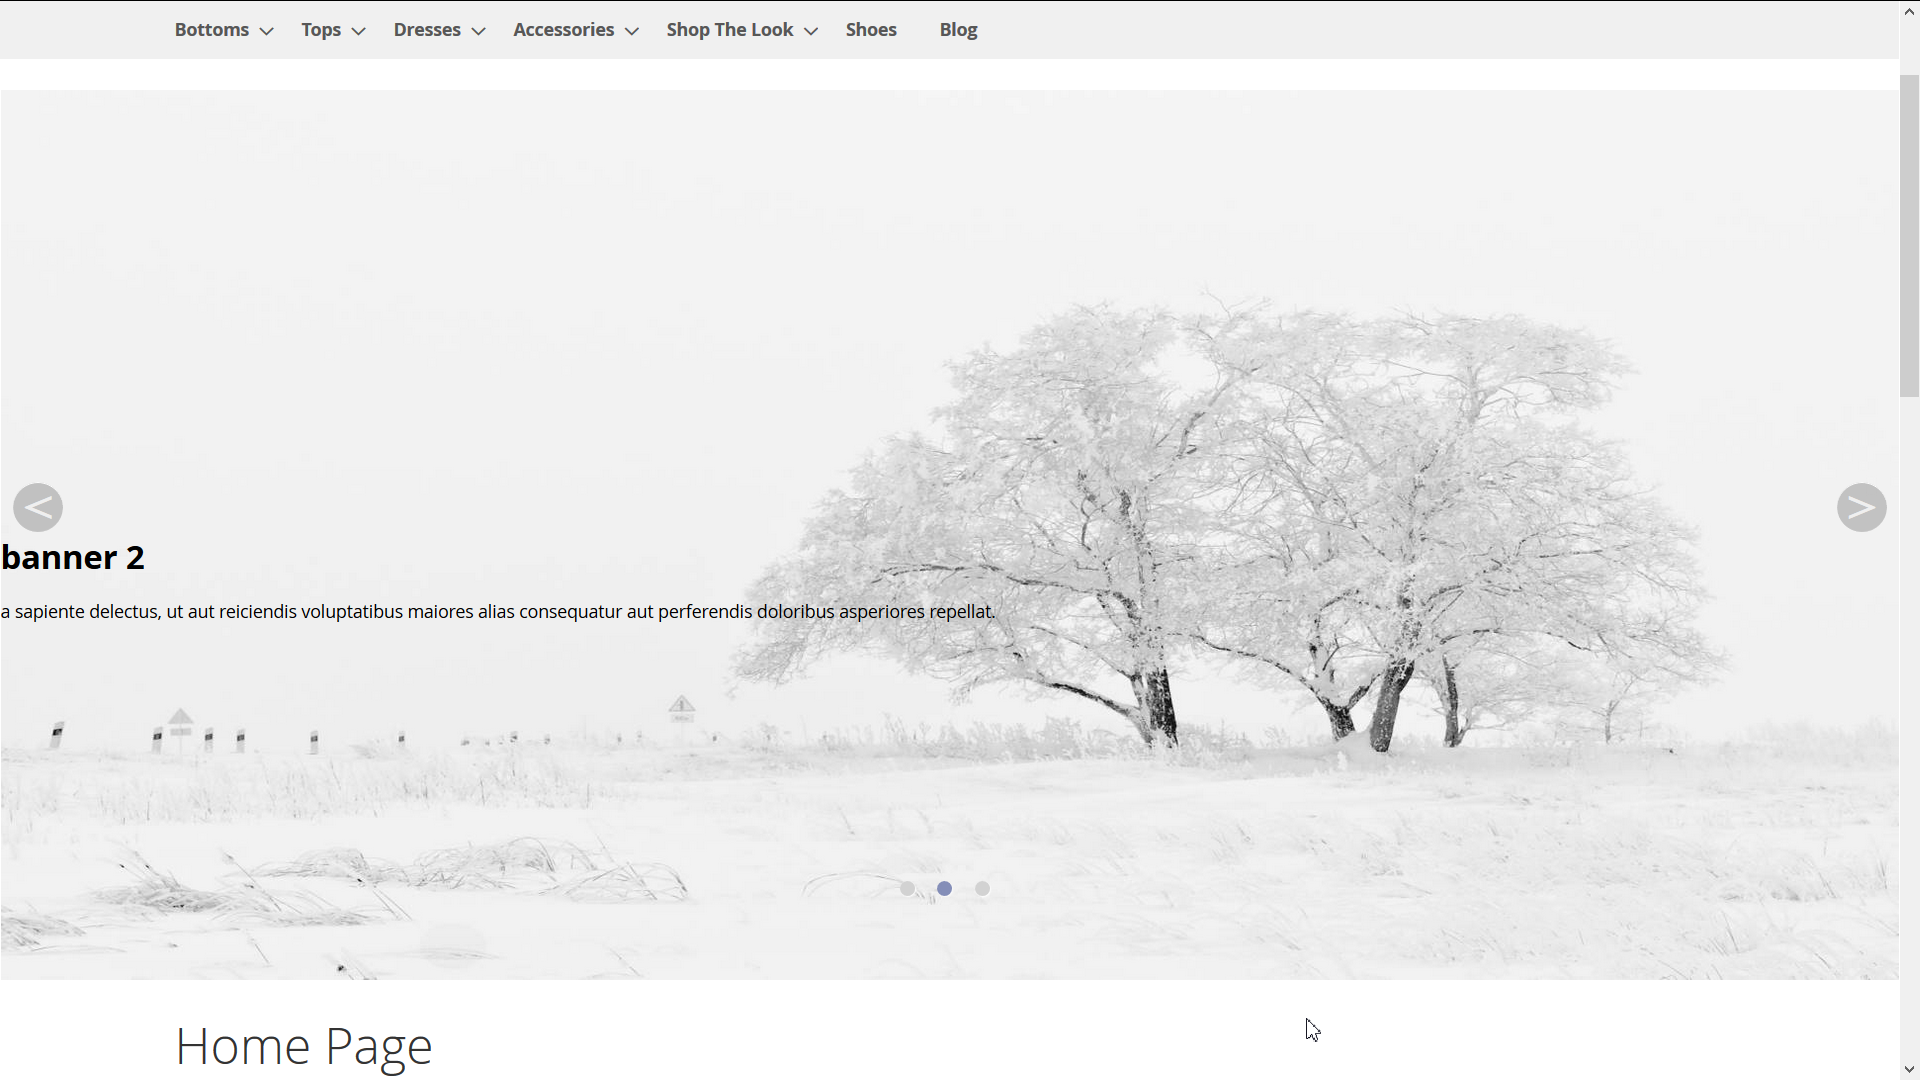 Bottoms Tops Dresses Accessories Shop The Look Shoes Blog
< >
banner 2
a sapiente delectus, ut aut reiciendis voluptatibus maiores alias consequatur aut perferendis doloribus asperiores repellat.
Home Page